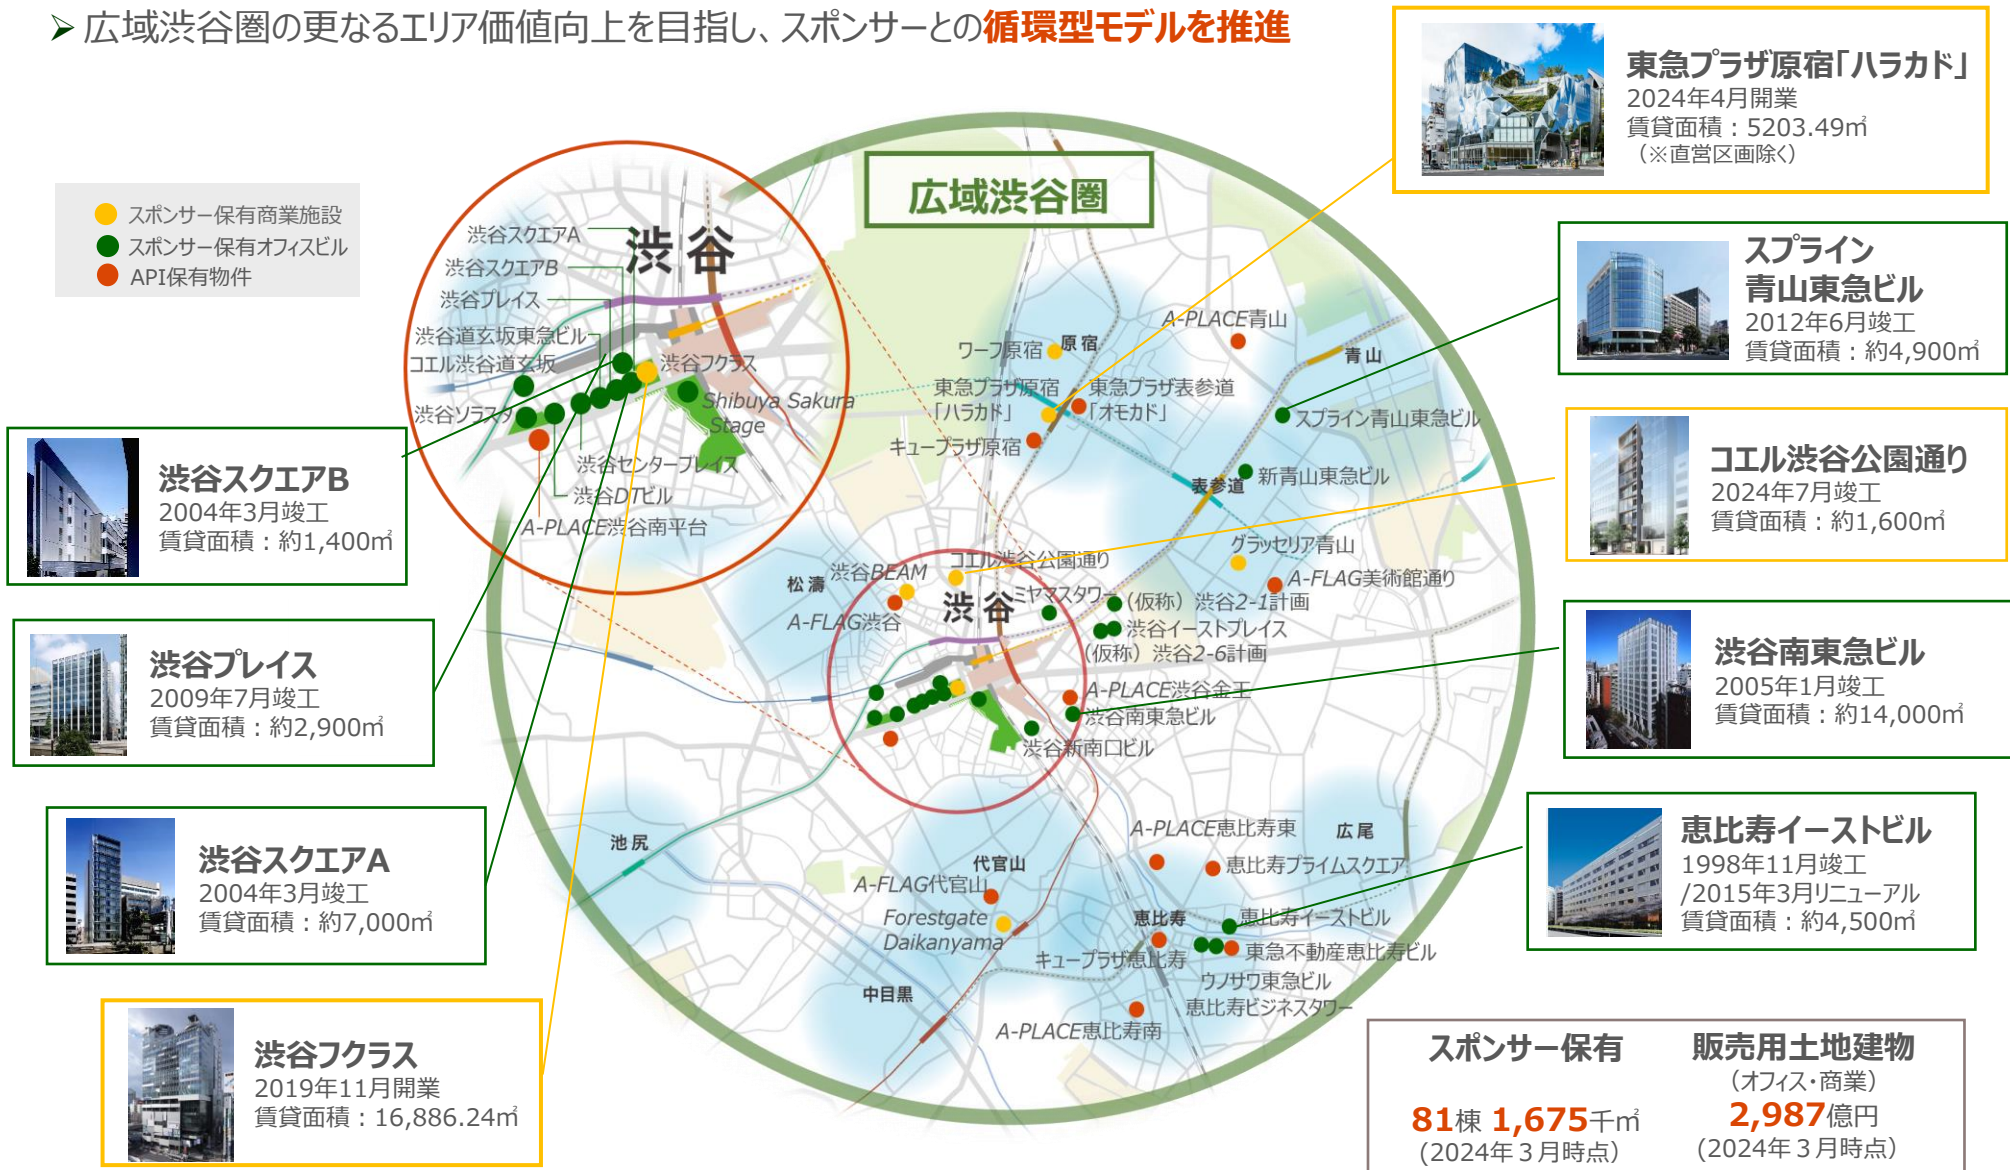 ➤ 広域渋谷圏の更なるエリア価値向上を目指し、スポンサーとの循環型モデルを推進
スポンサー保有商業施設
スポンサー保有オフィスビル
API保有物件
広域渋谷圏
渋谷
渋谷スクエアA
渋谷スクエアB
渋谷プレイス
渋谷道玄坂東急ビル
コエル渋谷道玄坂
渋谷ソラスタ
渋谷フクラス
Shibuya Sakura
Stage
渋谷センタープレイス
渋谷DTビル
A-PLACE渋谷南平台
東急プラザ原宿「ハラカド」
2024年4月開業
賃貸面積：5203.49㎡
（※直営区画除く）
スプライン
青山東急ビル
2012年6月竣工
賃貸面積：約4,900㎡
コエル渋谷公園通り
2024年7月竣工
賃貸面積：約1,600㎡
渋谷南東急ビル
2005年1月竣工
賃貸面積：約14,000㎡
恵比寿イーストビル
1998年11月竣工
/2015年3月リニューアル
賃貸面積：約4,500㎡
渋谷スクエアB
2004年3月竣工
賃貸面積：約1,400㎡
渋谷プレイス
2009年7月竣工
賃貸面積：約2,900㎡
渋谷スクエアA
2004年3月竣工
賃貸面積：約7,000㎡
渋谷フクラス
2019年11月開業
賃貸面積：16,886.24㎡
A-PLACE青山
ワーフ原宿
原宿
青山
東急プラザ原宿
「ハラカド」
東急プラザ表参道
「オモカド」
キュープラザ原宿
スプライン青山東急ビル
表参道
新青山東急ビル
グラッセリア青山
A-FLAG美術館通り
松濤
渋谷BEAM
コエル渋谷公園通り
A-FLAG渋谷
渋谷
ミヤマスタワー
（仮称）渋谷2-1計画
渋谷イーストプレイス
（仮称）渋谷2-6計画
A-PLACE渋谷金王
渋谷南東急ビル
渋谷新南口ビル
池尻
代官山
A-FLAG代官山
Forestgate
Daikanyama
中目黒
A-PLACE恵比寿東
広尾
恵比寿プライムスクエア
恵比寿
恵比寿イーストビル
キュープラザ恵比寿
東急不動産恵比寿ビル
ウノサワ東急ビル
恵比寿ビジネスタワー
A-PLACE恵比寿南
スポンサー保有
81棟 1,675千㎡
(2024年３月時点)
販売用土地建物
（オフィス・商業）
2,987億円
(2024年３月時点)